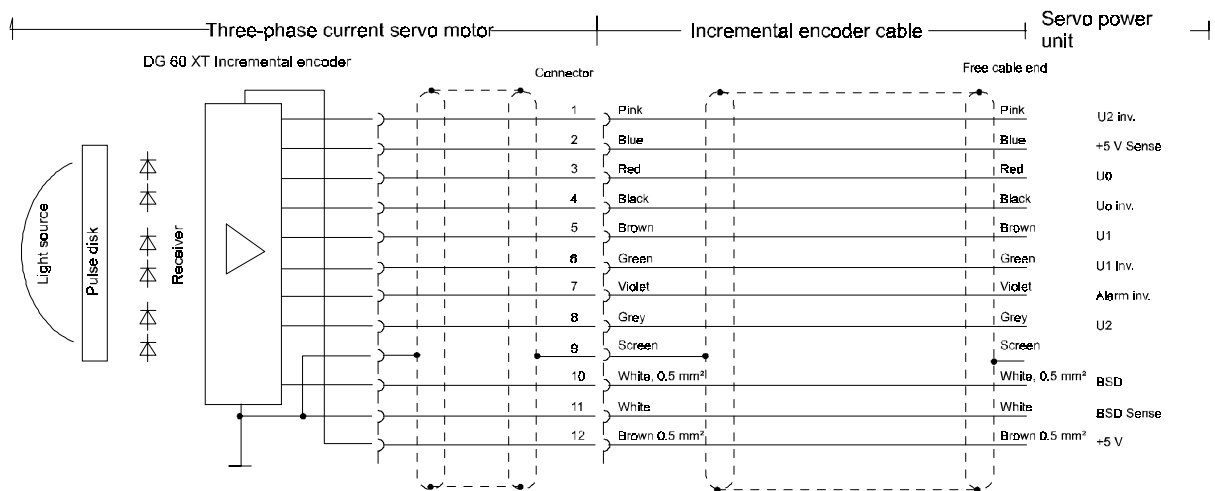 Three-phase current servo motor
Incremental encoder cable
Servo power
unit
DG 60 XT Incremental encoder
Connector
Free cable end
Light source
Pulse disk
Receiver
1 Pink Pink U2 inv.
2 Blue Blue +5 V Sense
3 Red Red U0
4 Black Black Uo inv.
5 Brown Brown U1
6 Green Green U1 Inv.
7 Violet Violet Alarm inv.
8 Grey Grey U2
9 Screen Screen
10 White, 0.5 mm² White, 0.5 mm² BSD
11 White White BSD Sense
12 Brown 0.5 mm² Brown 0.5 mm² +5 V